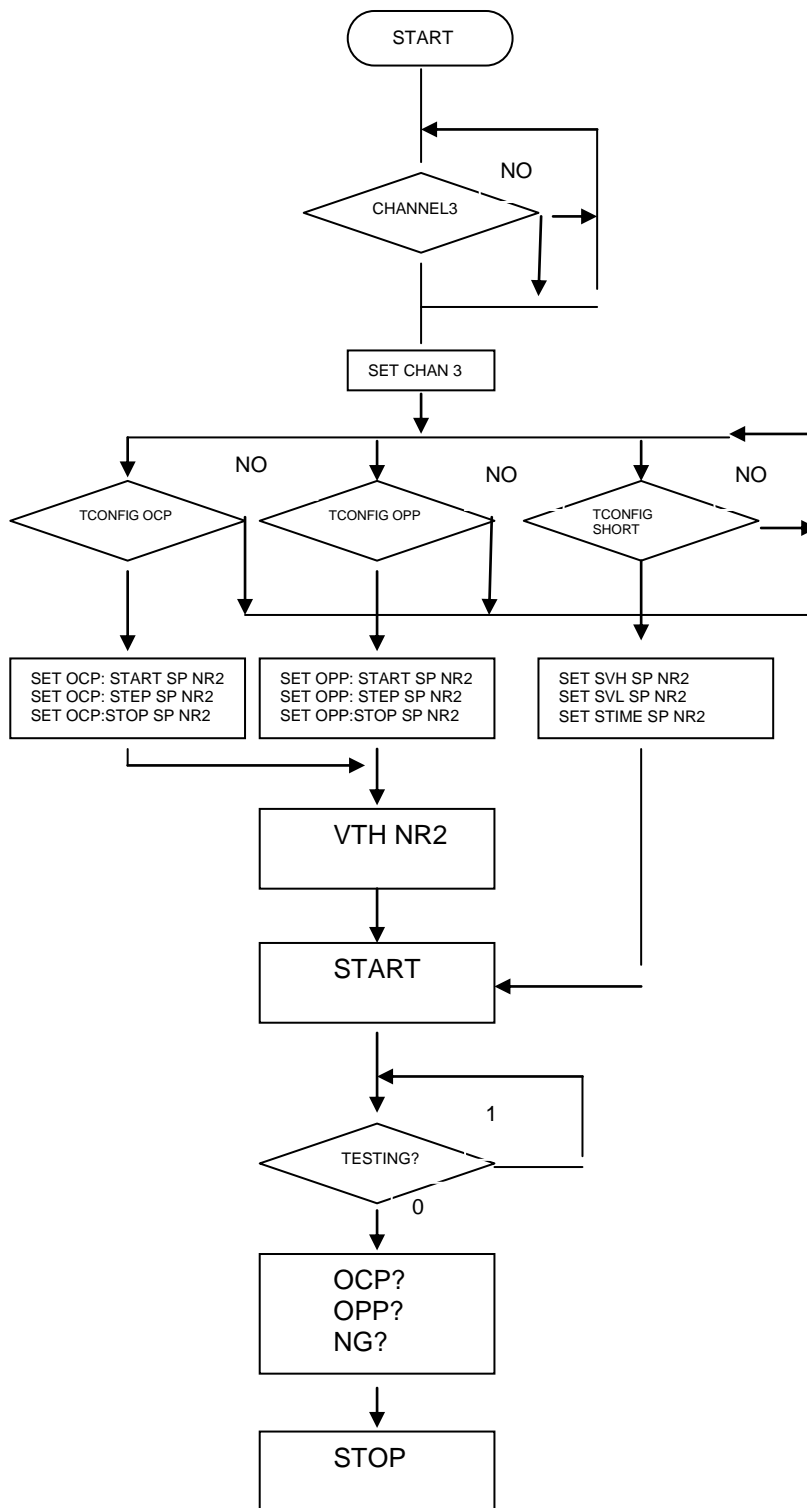 START
NO
CHANNEL3
SET CHAN 3
NO
NO
NO
TCONFIG OCP
TCONFIG OPP
TCONFIG
SHORT
SET OCP: START SP NR2
SET OCP: STEP SP NR2
SET OCP:STOP SP NR2
SET OPP: START SP NR2
SET OPP: STEP SP NR2
SET OPP:STOP SP NR2
SET SVH SP NR2
SET SVL SP NR2
SET STIME SP NR2
VTH NR2
START
1
TESTING?
0
OCP?
OPP?
NG?
STOP